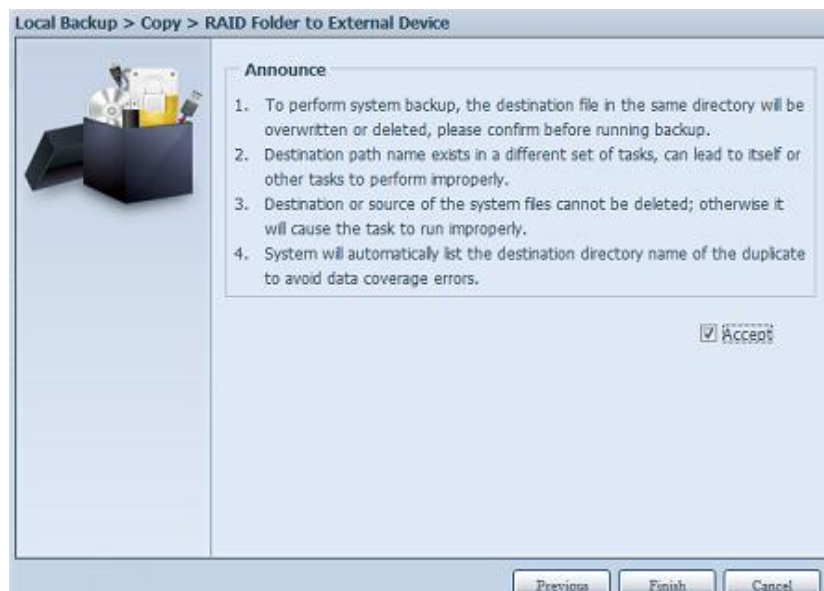 Local Backup > Copy > RAID Folder to External Device
Announce
1. To perform system backup, the destination file in the same directory will be
overwritten or deleted, please confirm before running backup.
2. Destination path name exists in a different set of tasks, can lead to itself or
other tasks to perform improperly.
3. Destination or source of the system files cannot be deleted; otherwise it
will cause the task to run improperly.
4. System will automatically list the destination directory name of the duplicate
to avoid data coverage errors.
Accept
Previous Finish Cancel